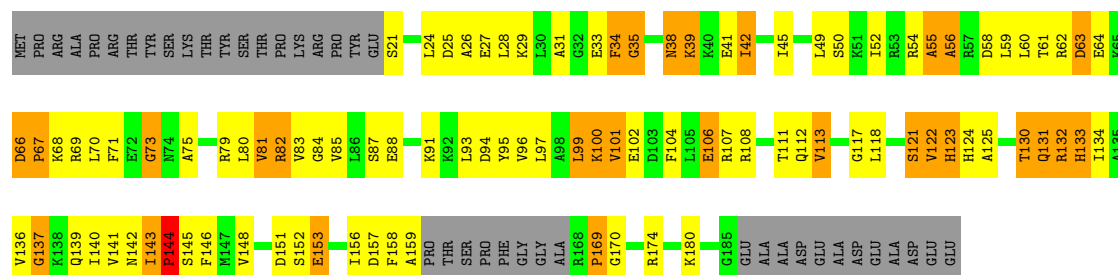 MET PRO ARG ALA PRO ARG THR TYR SER LYS THR TYR SER THR PRO LYS ARG PRO TYR GLU S21 L24 D25 A26 E27 L28 K29 L30 A31 G32 E33 F34 G35 N38 K39 K40 E41 I42 I45 L49 S50 K51 I52 R53 R54 A55 A56 R57 D58 L59 L60 T61 R62 D63 E64 K65
D66 P67 K68 R69 L70 F71 E72 G73 N74 A75 R79 L80 V81 R82 V83 G84 V85 L86 S87 E88 K91 K92 L93 D94 Y95 V96 L97 A98 L99 K100 V101 E102 D103 F104 L105 E106 R107 R108 T111 Q112 V113 G117 L118 S121 V122 H123 H124 A125 T130 Q131 R132 H133 I134 A135
V136 G137 K138 Q139 I140 V141 N142 I143 P144 S145 F146 M147 V148 D151 S152 E153 I156 D157 F158 A159 PRO THR SER PRO PHE GLY GLY ALA R168 P169 G170 R174 K180 G185 GLU ALA ALA ASP GLU ALA ASP GLU ALA ASP GLU GLU